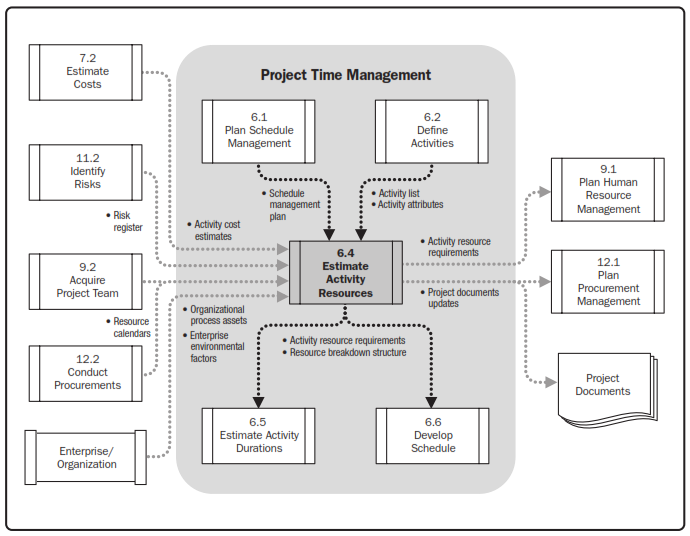 Project Time Management
7.2
Estimate
Costs
6.1
Plan Schedule
Management
6.2
Define
Activities
11.2
Identify
Risks
9.1
Plan Human
Resource
Management
• Schedule
management
plan
• Activity list
• Activity attributes
• Risk
register
• Activity cost
estimates
6.4
Estimate
Activity
Resources
• Activity resource
requirements
9.2
Acquire
Project Team
12.1
Plan
Procurement
Management
• Project documents
updates
• Organizational
process assets
• Enterprise
environmental
factors
• Resource
calendars
• Activity resource requirements
• Resource breakdown structure
12.2
Conduct
Procurements
Project
Documents
6.5
Estimate Activity
Durations
6.6
Develop
Schedule
Enterprise/
Organization